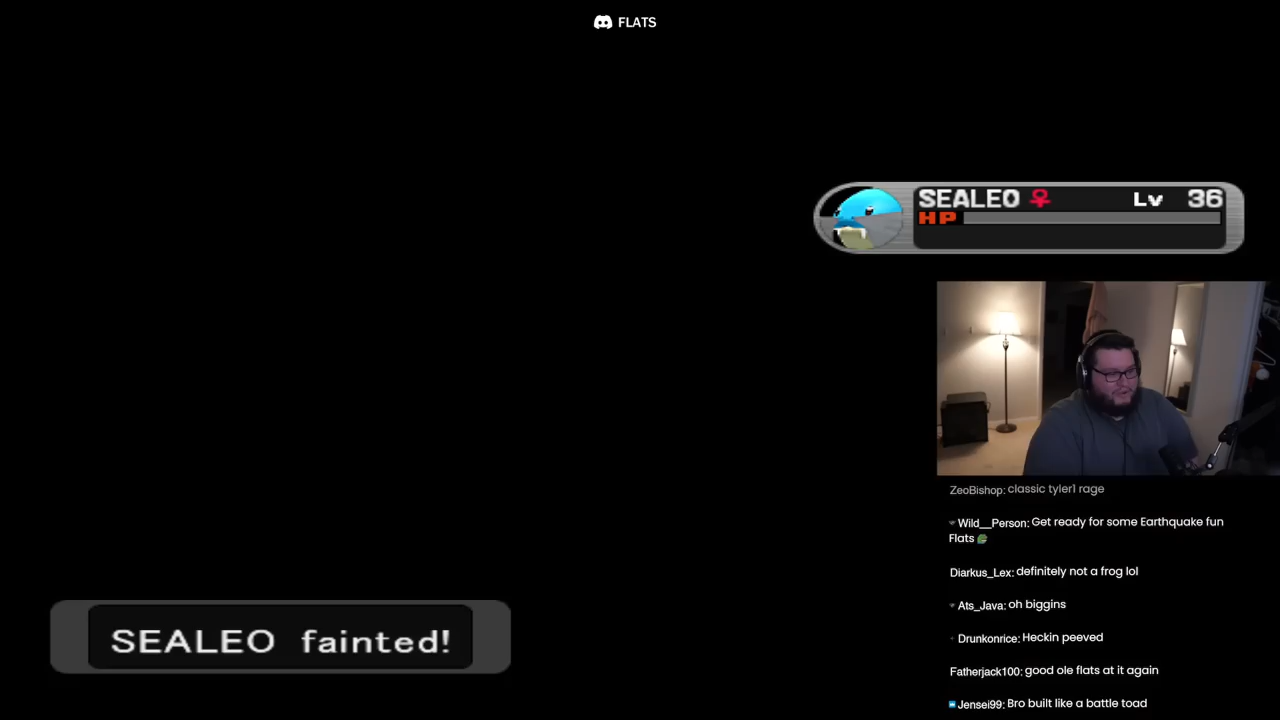 FLATS
SEALEO ♀ Lv 36
HP
ZeoBishop: classic tyler1 rage
Wild__Person: Get ready for some Earthquake fun
Flats
Diarkus_Lex: definitely not a frog lol
Ats_Java: oh biggins
Drunkonrice: Heckin peeved
Fatherjack100: good ole flats at it again
SEALEO fainted!
Jensei99: Bro built like a battle toad